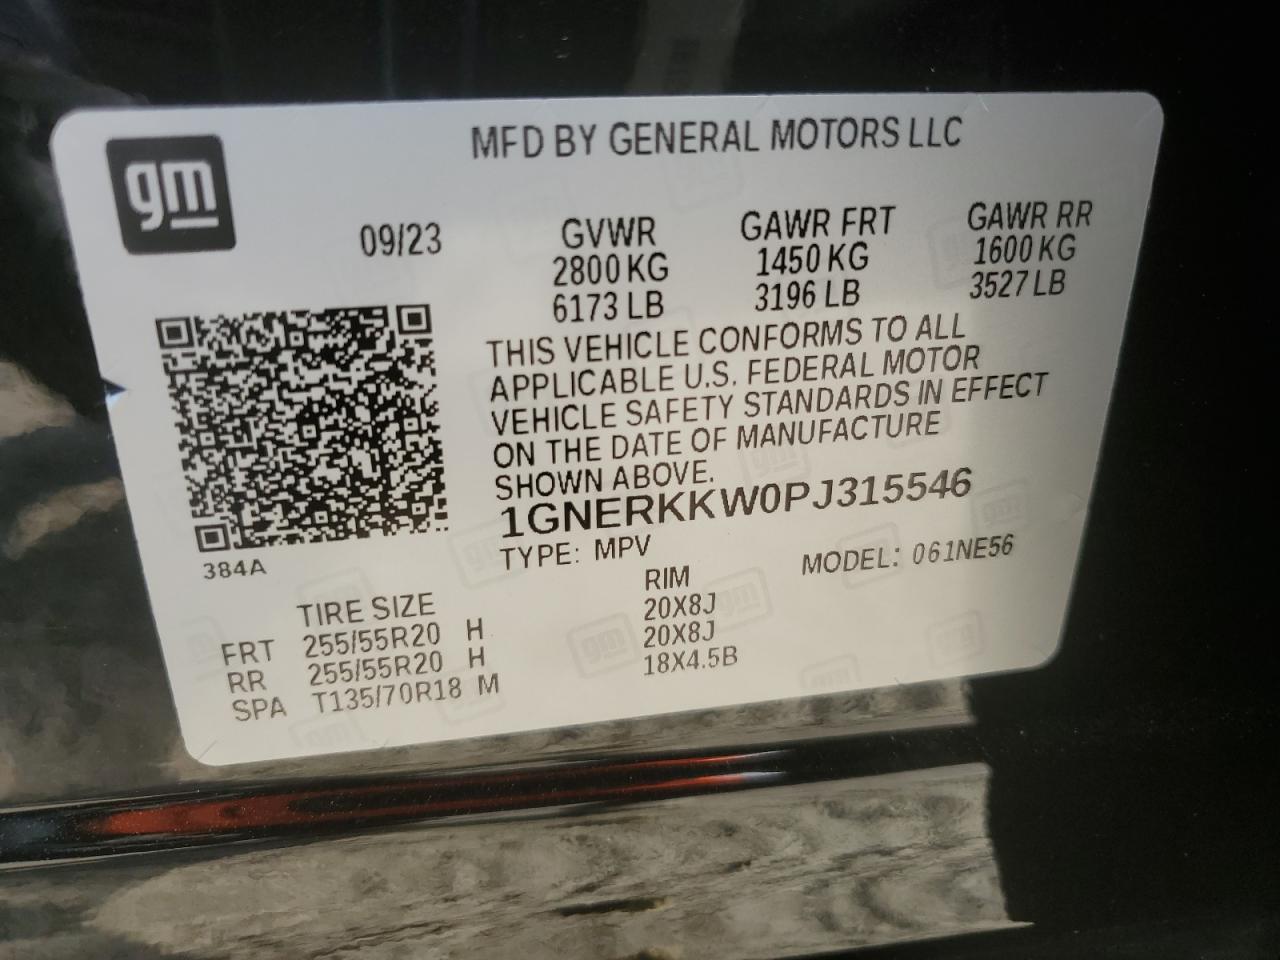 gm
MFD BY GENERAL MOTORS LLC
09/23
GVWR
2800 KG
6173 LB
GAWR FRT
1450 KG
3196 LB
GAWR RR
1600 KG
3527 LB
THIS VEHICLE CONFORMS TO ALL
APPLICABLE U.S. FEDERAL MOTOR
VEHICLE SAFETY STANDARDS IN EFFECT
ON THE DATE OF MANUFACTURE
SHOWN ABOVE.
1GNERKKW0PJ315546
TYPE: MPV
MODEL: 061NE56
384A
TIRE SIZE
RIM
FRT 255/55R20 H 20X8J
RR 255/55R20 H 20X8J
SPA T135/70R18 M 18X4.5B